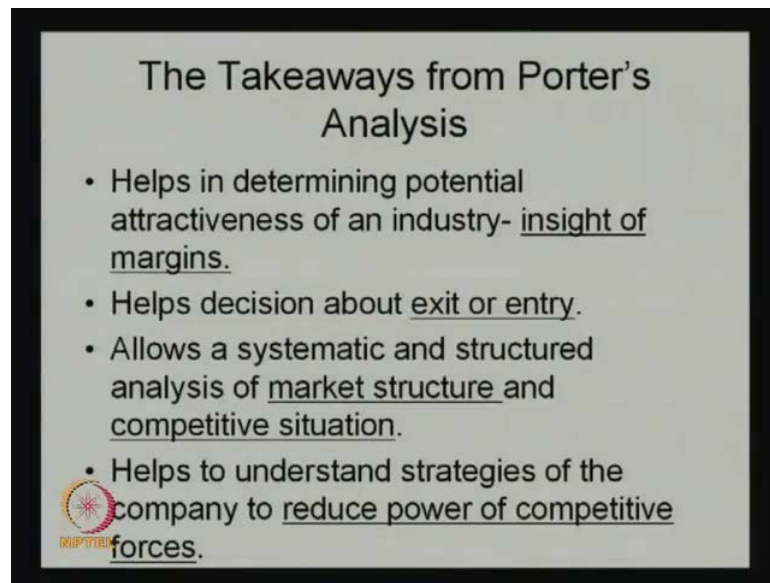 The Takeaways from Porter's
Analysis
• Helps in determining potential
attractiveness of an industry- insight of
margins.
• Helps decision about exit or entry.
• Allows a systematic and structured
analysis of market structure and
competitive situation.
• Helps to understand strategies of the
company to reduce power of competitive
forces.
NPTEL